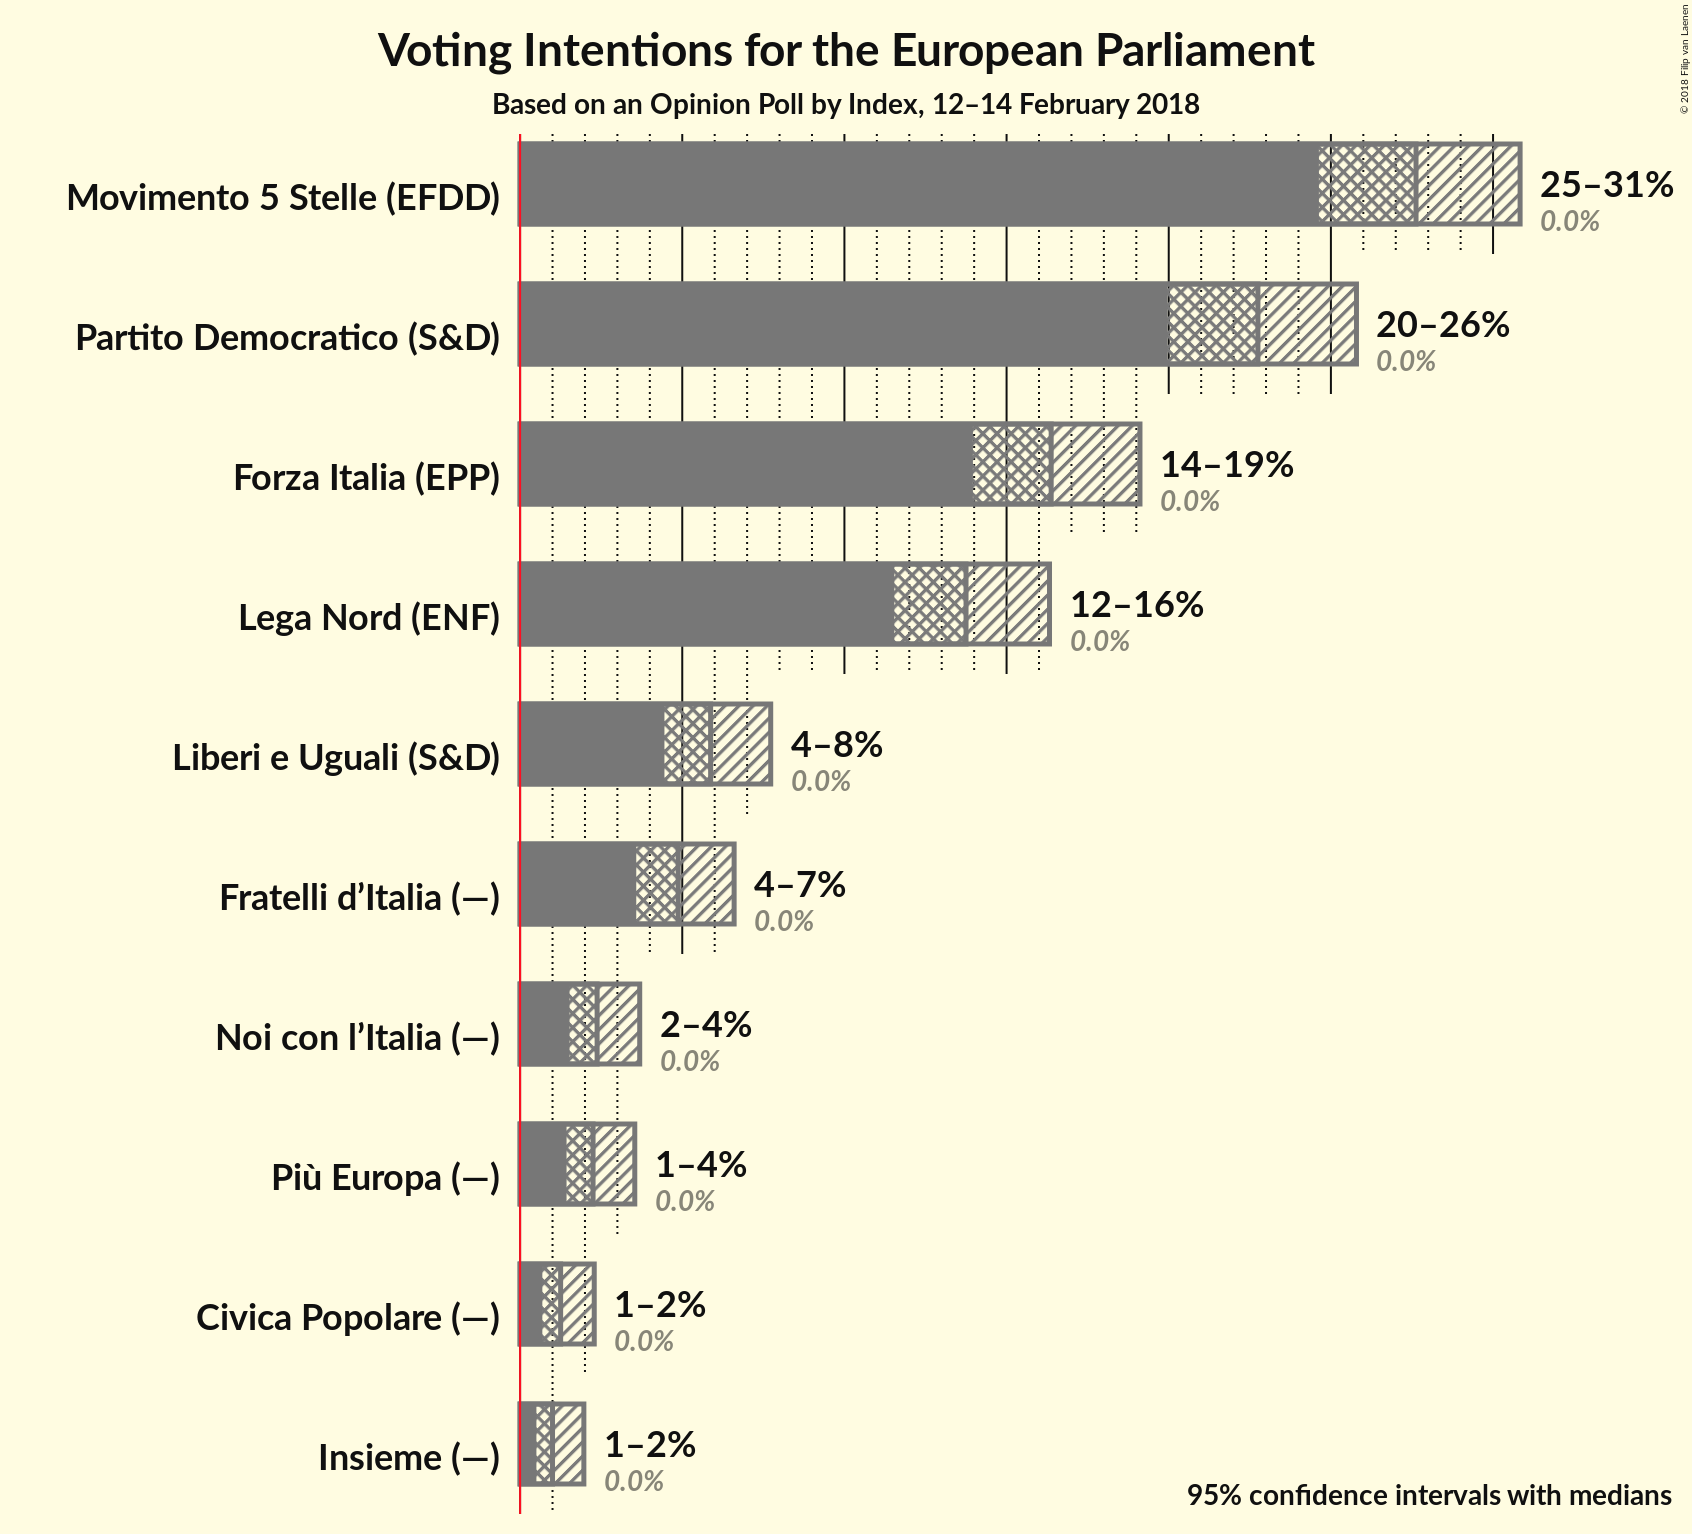 Voting Intentions for the European Parliament
Based on an Opinion Poll by Index, 12–14 February 2018
© 2018 Filip van Laenen
Movimento 5 Stelle (EFDD)
25–31%
0.0%
Partito Democratico (S&D)
20–26%
0.0%
Forza Italia (EPP)
14–19%
0.0%
Lega Nord (ENF)
12–16%
0.0%
Liberi e Uguali (S&D)
4–8%
0.0%
Fratelli d’Italia (—)
4–7%
0.0%
Noi con l’Italia (—)
2–4%
0.0%
Più Europa (—)
1–4%
0.0%
Civica Popolare (—)
1–2%
0.0%
Insieme (—)
1–2%
0.0%
95% confidence intervals with medians